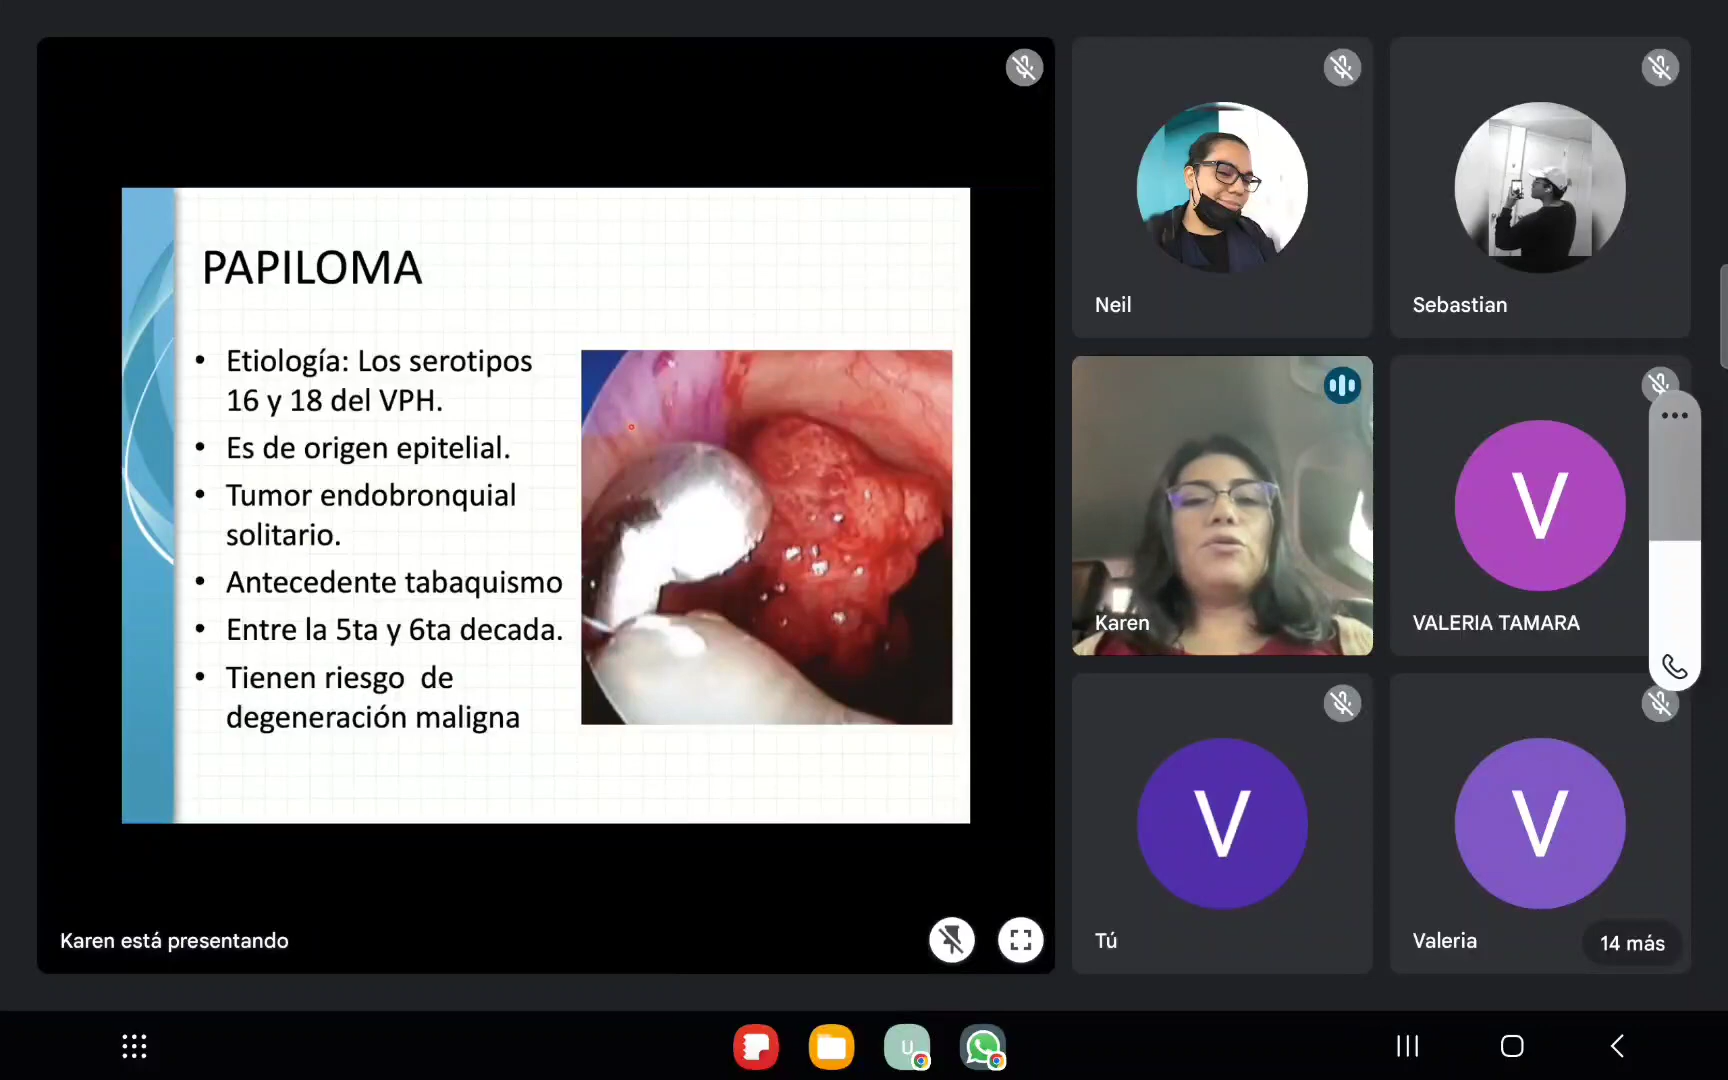 PAPILOMA
• Etiología: Los serotipos
16 y 18 del VPH.
• Es de origen epitelial.
• Tumor endobronquial
solitario.
• Antecedente tabaquismo
• Entre la 5ta y 6ta decada.
• Tienen riesgo de
degeneración maligna
Karen está presentando
Neil
Sebastian
Karen
V
VALERIA TAMARA
V
Tú
V
Valeria
14 más
U